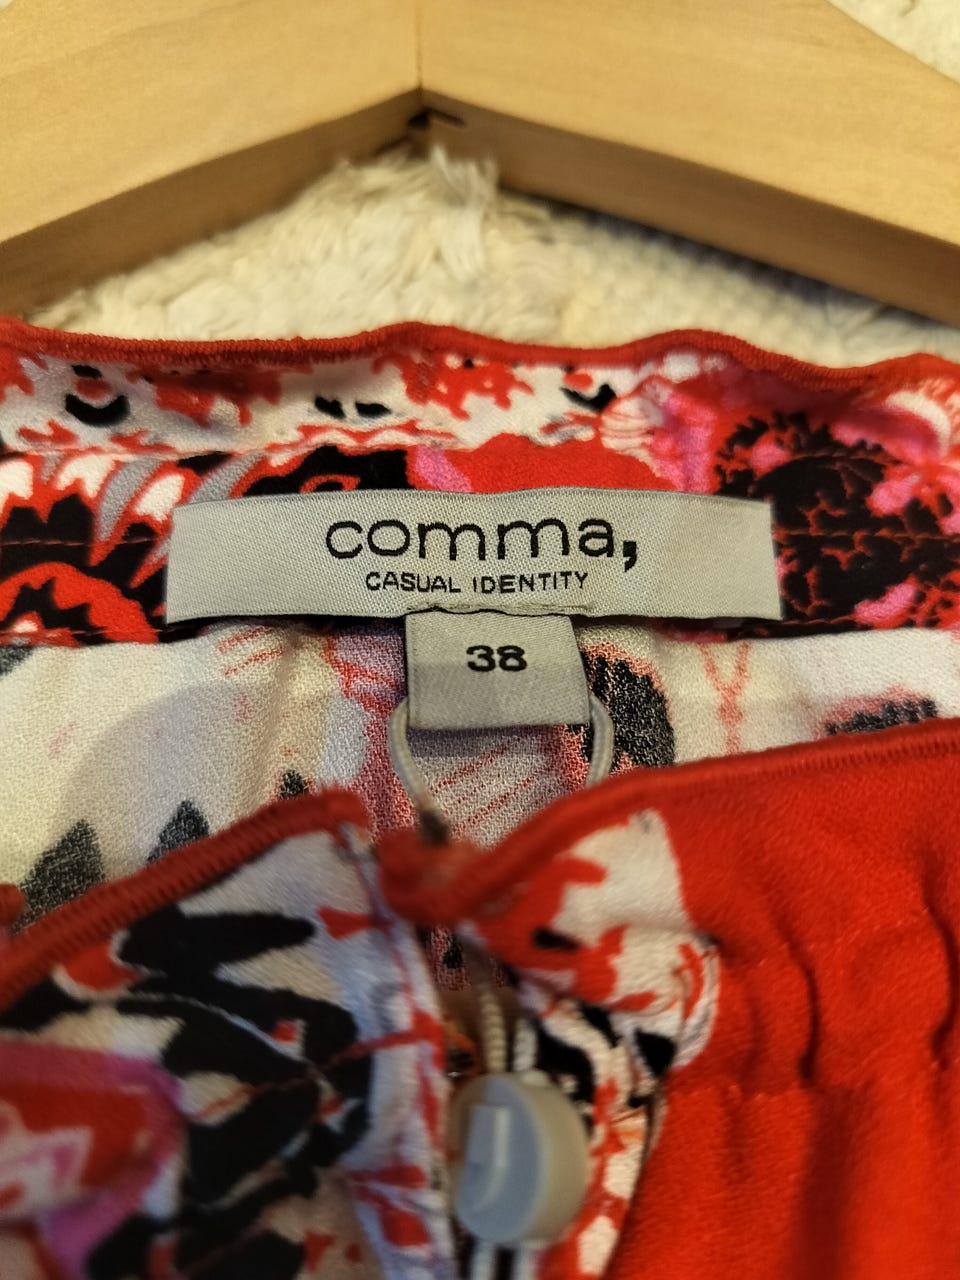 comma,
CASUAL IDENTITY
38